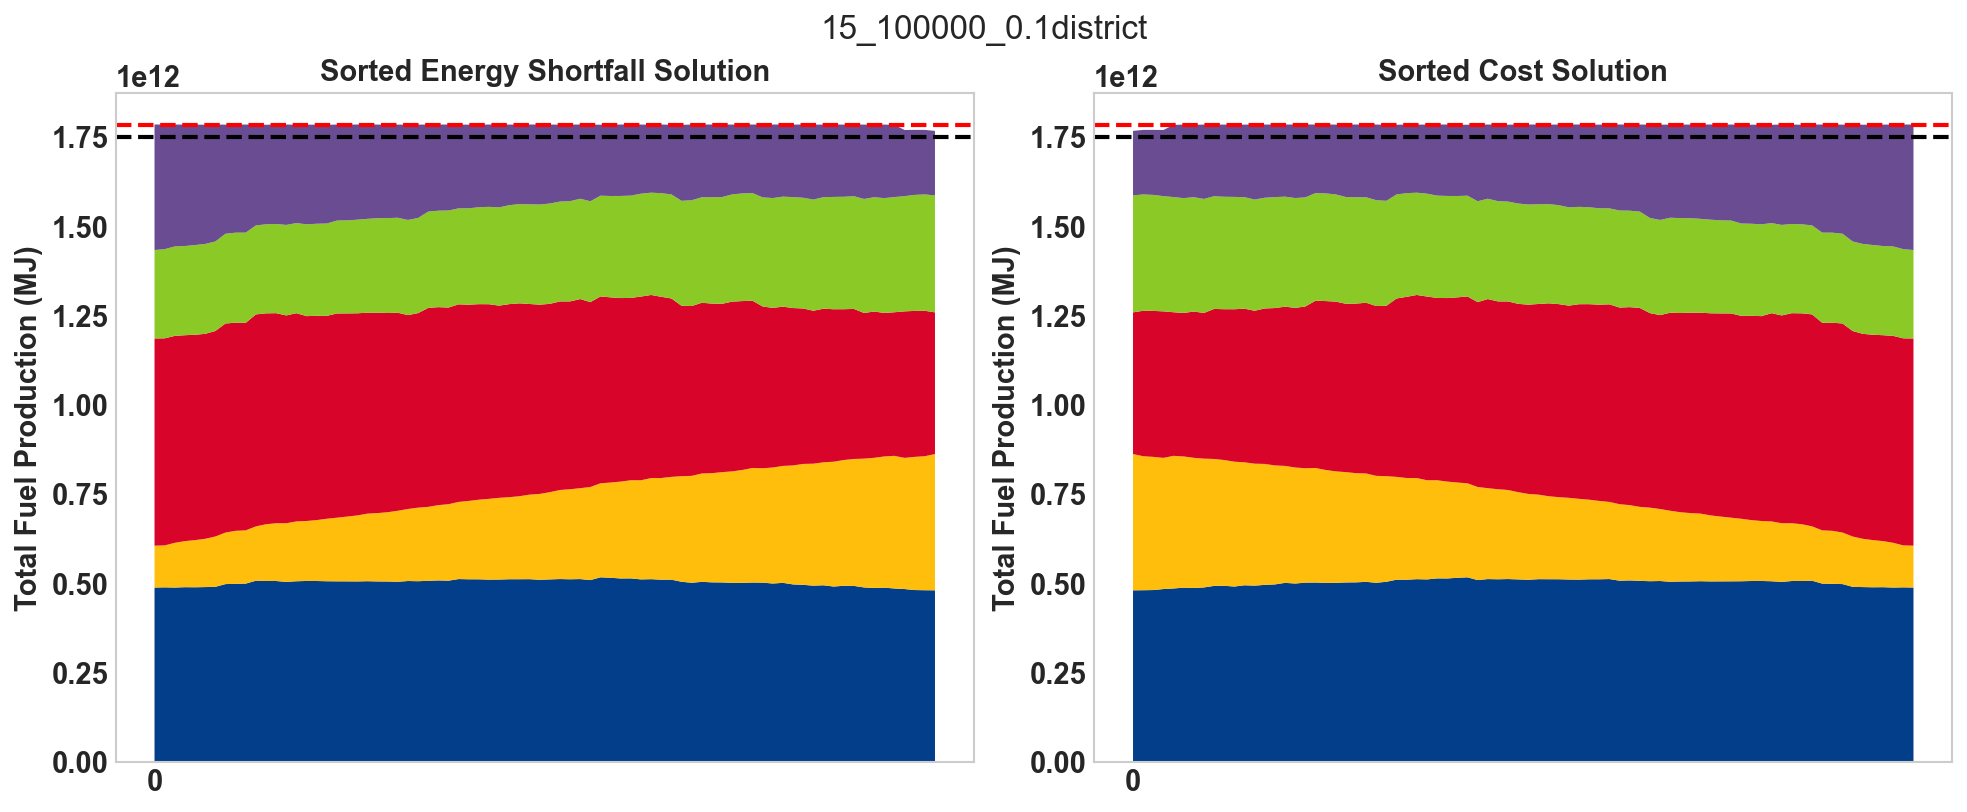 15_100000_0.1district
Sorted Energy Shortfall Solution
1e12
Total Fuel Production (MJ)
1.75
1.50
1.25
1.00
0.75
0.50
0.25
0.00
0
Sorted Cost Solution
1e12
Total Fuel Production (MJ)
1.75
1.50
1.25
1.00
0.75
0.50
0.25
0.00
0